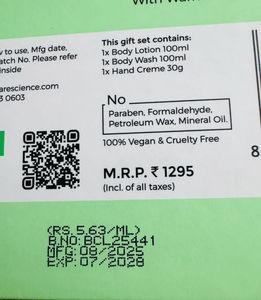 With Warm
y to use, Mfg date,
atch No. Please refer
inside
arescience.com
3 0603
This gift set contains:
1x Body Lotion 100ml
1x Body Wash 100ml
1x Hand Creme 30g
No
Paraben, Formaldehyde,
Petroleum Wax, Mineral Oil.
100% Vegan & Cruelty Free
M.R.P. ₹ 1295
(Incl. of all taxes)
8
(RS. 5.63/ML)
B.NO: BCL25441
MFG: 08/2025
EXP: 07/2028